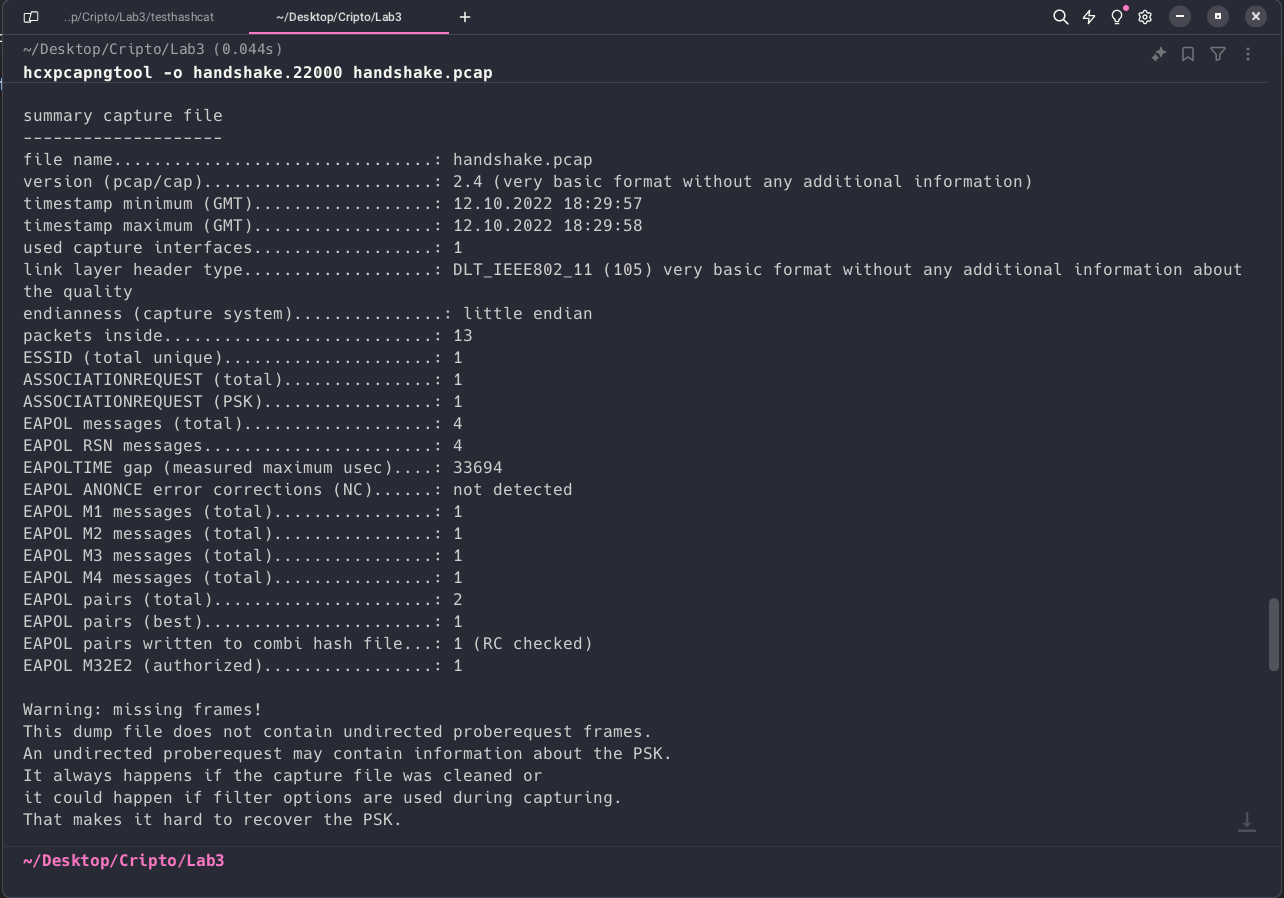 ..p/Cripto/Lab3/testhashcat
~/Desktop/Cripto/Lab3
~/Desktop/Cripto/Lab3 (0.044s)
hcxpcapngtool -o handshake.22000 handshake.pcap
summary capture file
--------------------
file name................................: handshake.pcap
version (pcap/cap).......................: 2.4 (very basic format without any additional information)
timestamp minimum (GMT)..................: 12.10.2022 18:29:57
timestamp maximum (GMT)..................: 12.10.2022 18:29:58
used capture interfaces..................: 1
link layer header type...................: DLT_IEEE802_11 (105) very basic format without any additional information about
the quality
endianness (capture system)...............: little endian
packets inside...........................: 13
ESSID (total unique).....................: 1
ASSOCIATIONREQUEST (total)...............: 1
ASSOCIATIONREQUEST (PSK).................: 1
EAPOL messages (total)...................: 4
EAPOL RSN messages.......................: 4
EAPOLTIME gap (measured maximum usec)....: 33694
EAPOL ANONCE error corrections (NC)......: not detected
EAPOL M1 messages (total)................: 1
EAPOL M2 messages (total)................: 1
EAPOL M3 messages (total)................: 1
EAPOL M4 messages (total)................: 1
EAPOL pairs (total)......................: 2
EAPOL pairs (best).......................: 1
EAPOL pairs written to combi hash file...: 1 (RC checked)
EAPOL M32E2 (authorized).................: 1
Warning: missing frames!
This dump file does not contain undirected proberequest frames.
An undirected proberequest may contain information about the PSK.
It always happens if the capture file was cleaned or
it could happen if filter options are used during capturing.
That makes it hard to recover the PSK.
~/Desktop/Cripto/Lab3